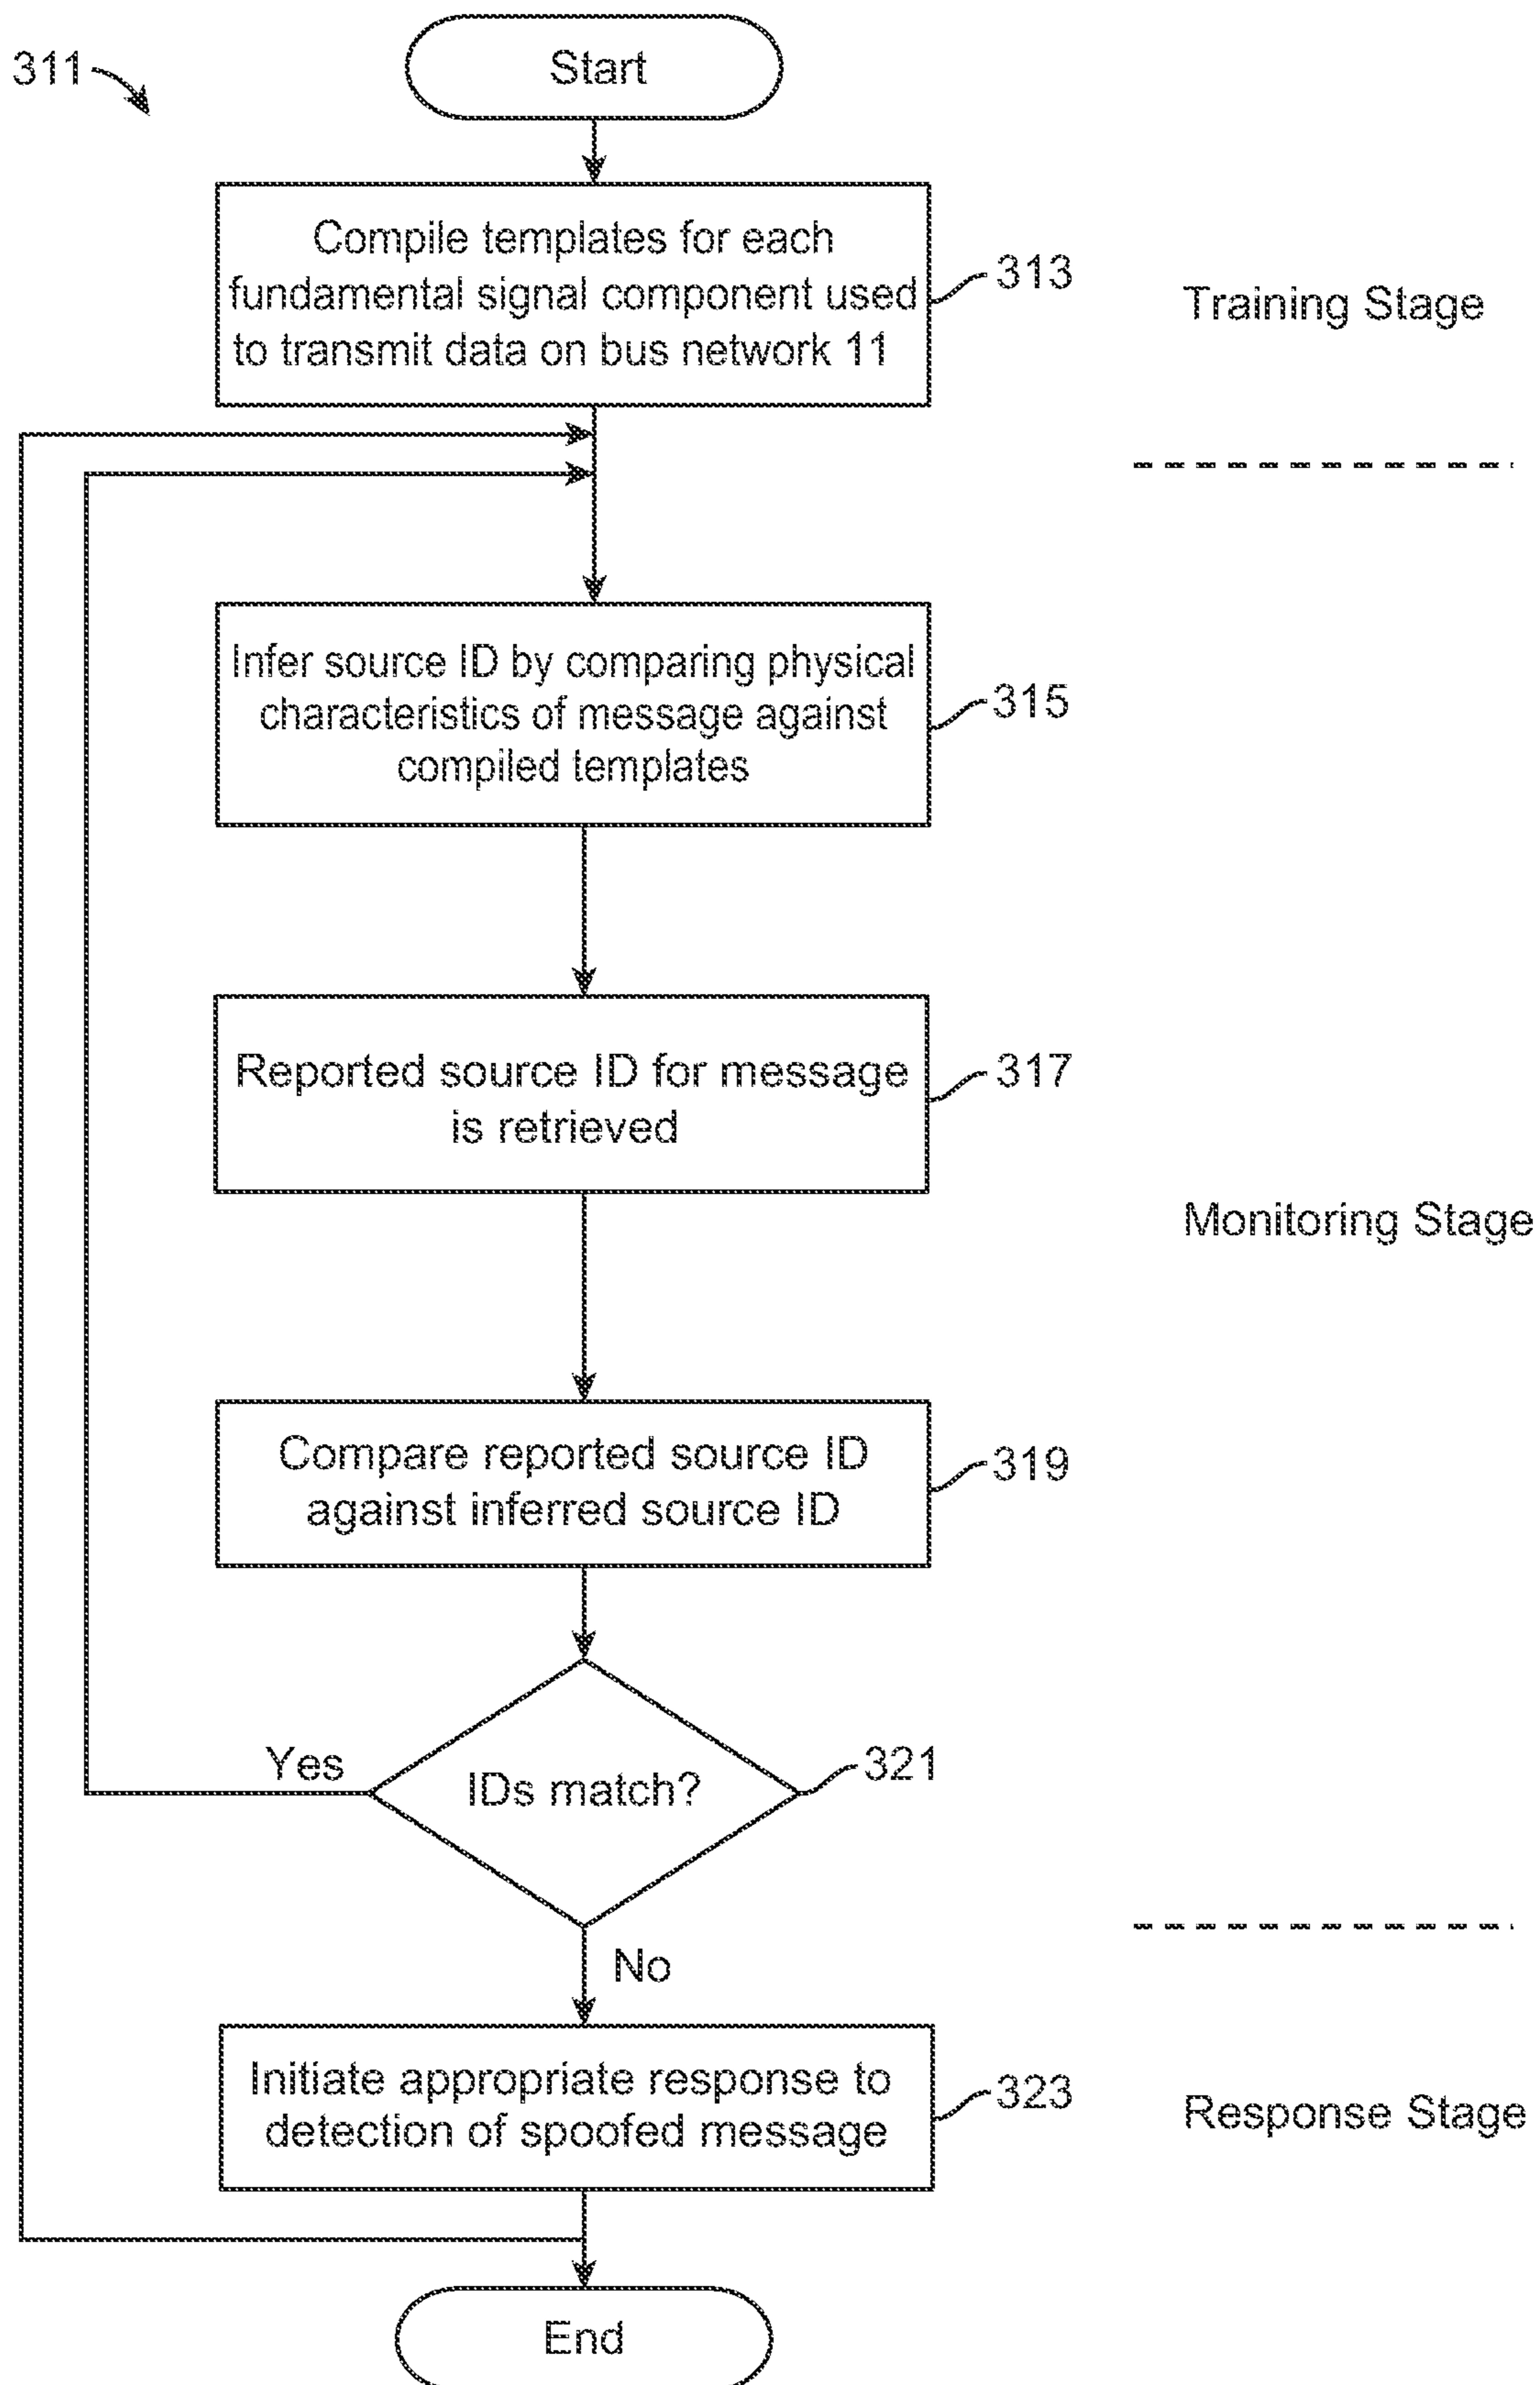 311
Start
Compile templates for each
fundamental signal component used
to transmit data on bus network 11
313
Training Stage
Infer source ID by comparing physical
characteristics of message against
compiled templates
315
Reported source ID for message
is retrieved
317
Monitoring Stage
Compare reported source ID
against inferred source ID
319
Yes
IDs match?
321
No
Initiate appropriate response to
detection of spoofed message
323
Response Stage
End